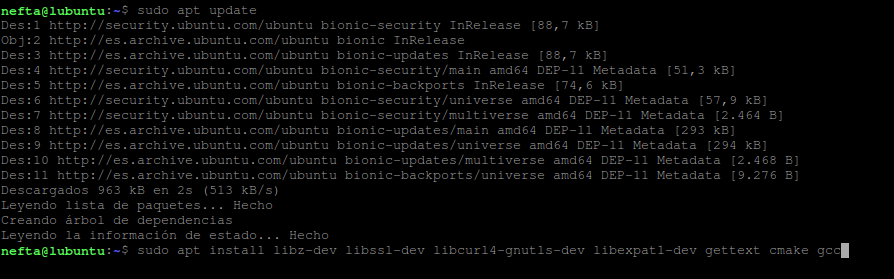 nefta@lubuntu:~$ sudo apt update
Des:1 http://security.ubuntu.com/ubuntu bionic-security InRelease [88,7 kB]
Obj:2 http://es.archive.ubuntu.com/ubuntu bionic InRelease
Des:3 http://es.archive.ubuntu.com/ubuntu bionic-updates InRelease [88,7 kB]
Des:4 http://security.ubuntu.com/ubuntu bionic-security/main amd64 DEP-11 Metadata [51,3 kB]
Des:5 http://es.archive.ubuntu.com/ubuntu bionic-backports InRelease [74,6 kB]
Des:6 http://security.ubuntu.com/ubuntu bionic-security/universe amd64 DEP-11 Metadata [57,9 kB]
Des:7 http://security.ubuntu.com/ubuntu bionic-security/multiverse amd64 DEP-11 Metadata [2.464 B]
Des:8 http://es.archive.ubuntu.com/ubuntu bionic-updates/main amd64 DEP-11 Metadata [293 kB]
Des:9 http://es.archive.ubuntu.com/ubuntu bionic-updates/universe amd64 DEP-11 Metadata [294 kB]
Des:10 http://es.archive.ubuntu.com/ubuntu bionic-updates/multiverse amd64 DEP-11 Metadata [2.468 B]
Des:11 http://es.archive.ubuntu.com/ubuntu bionic-backports/universe amd64 DEP-11 Metadata [9.276 B]
Descargados 963 kB en 2s (513 kB/s)
Leyendo lista de paquetes... Hecho
Creando árbol de dependencias
Leyendo la información de estado... Hecho
nefta@lubuntu:~$ sudo apt install libz-dev libssl-dev libcurl4-gnutls-dev libexpat1-dev gettext cmake gcc